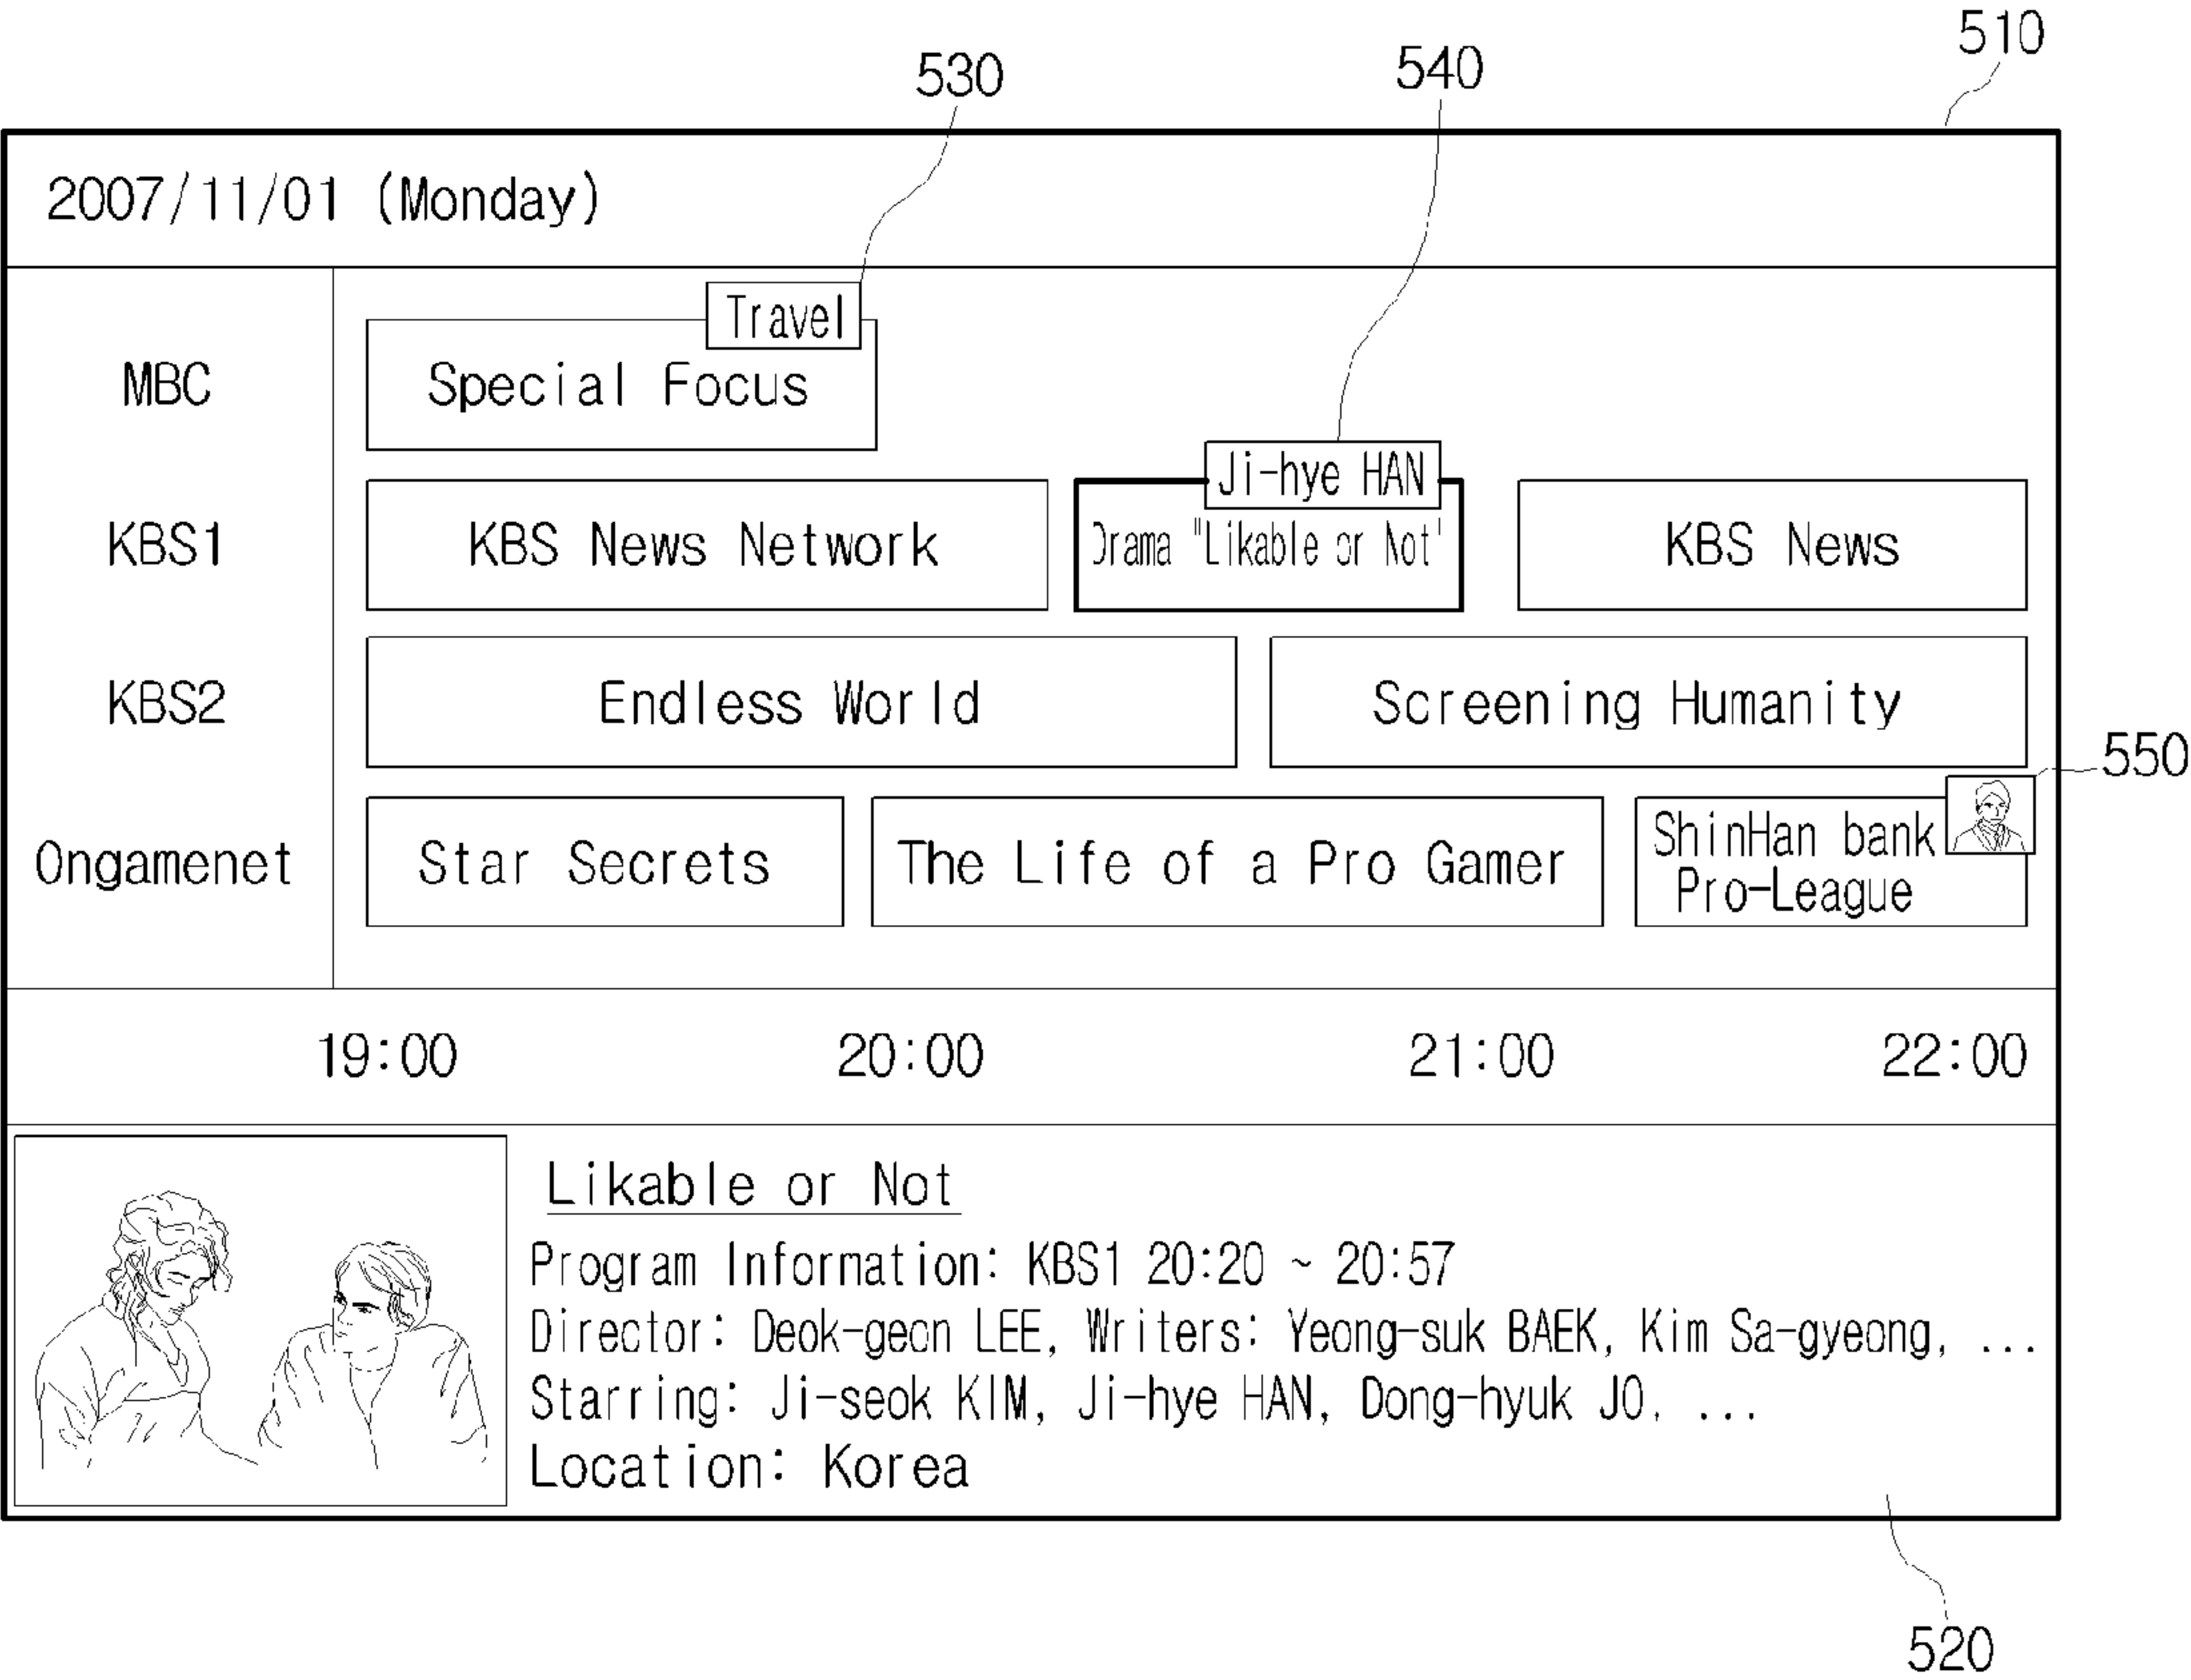 510
530
540
2007/11/01 (Monday)
Travel
MBC
Special Focus
Ji-hye HAN
KBS1
KBS News Network
Drama "Likable or Not"
KBS News
KBS2
Endless World
Screening Humanity
550
Ongamenet
Star Secrets
The Life of a Pro Gamer
ShinHan bank
Pro-League
19:00 20:00 21:00 22:00
Likable or Not
Program Information: KBS1 20:20 ~ 20:57
Director: Deok-geon LEE, Writers: Yeong-suk BAEK, Kim Sa-gyeong, ...
Starring: Ji-seok KIM, Ji-hye HAN, Dong-hyuk JO, ...
Location: Korea
520